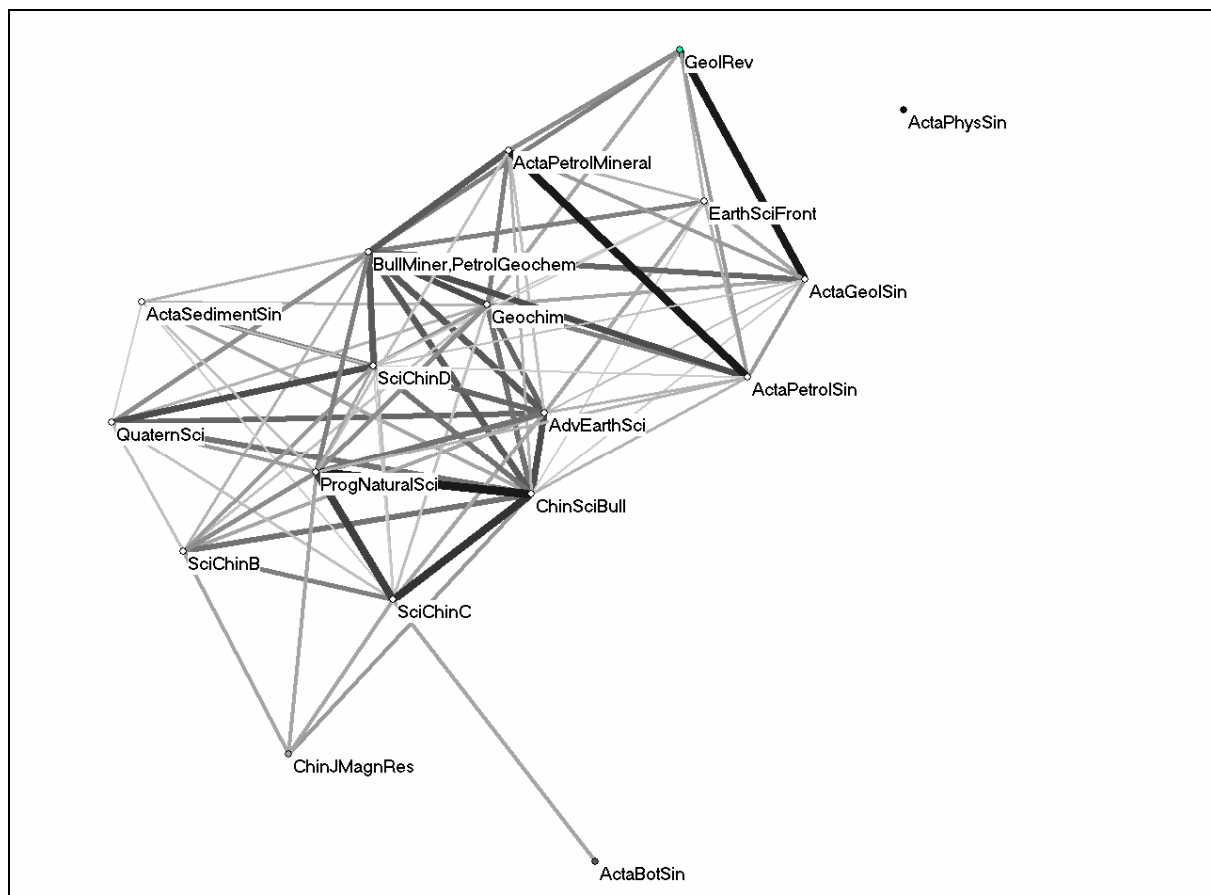 GeolRev
ActaPhysSin
ActaPetrolMineral
EarthSciFront
BullMiner,PetrolGeochem
ActaGeolSin
ActaSedimentSin
Geochim
SciChinD
ActaPetrolSin
QuaternSci
AdvEarthSci
ProgNaturalSci
ChinSciBull
SciChinB
SciChinC
ChinJMagnRes
ActaBotSin